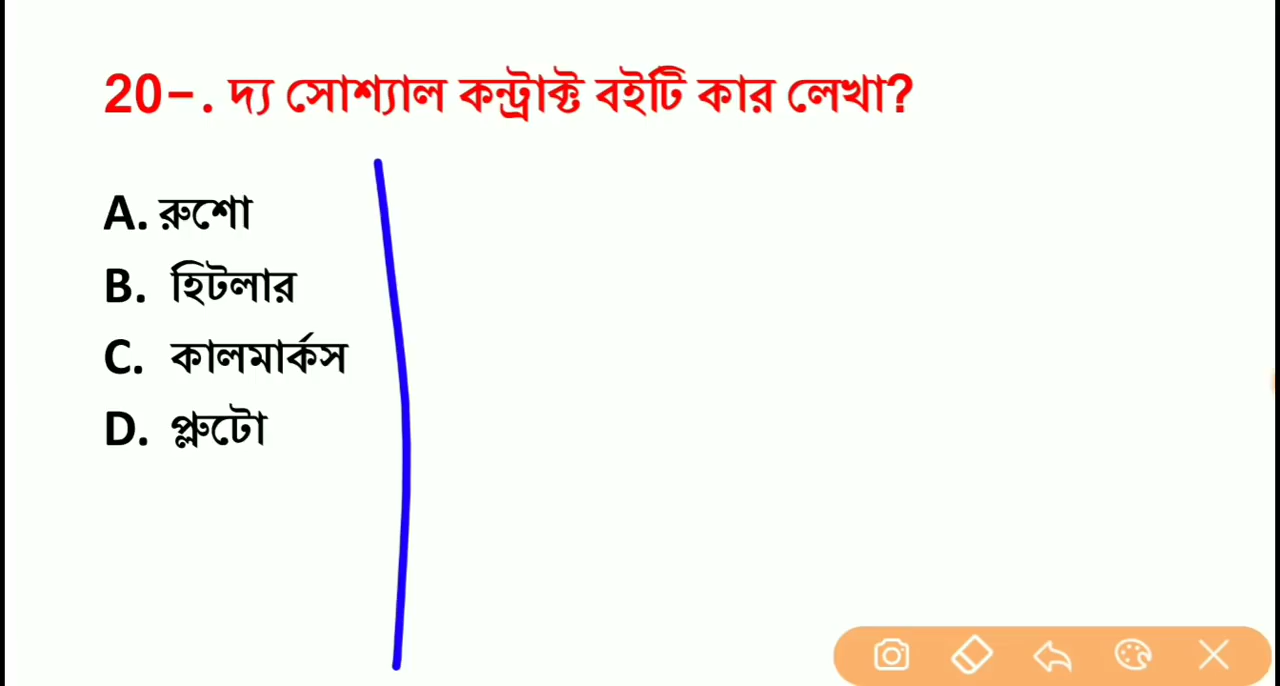 20–. দ্য সোশ্যাল কন্ট্রাক্ট বইটি কার লেখা?
A. রুশো
B. হিটলার
C. কালমার্কস
D. প্লুটো